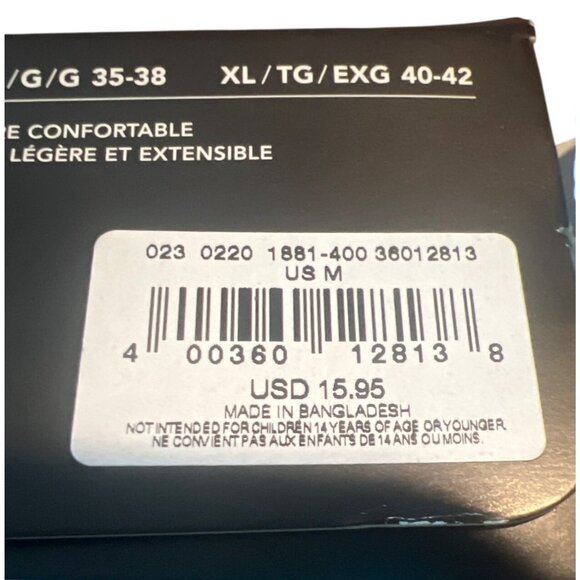 /G/G 35-38 XL/TG/EXG 40-42
CONFORTABLE
LÉGÈRE ET EXTENSIBLE
023 0220 1881-400 36012813
US M
4 00360 12813 8
USD 15.95
MADE IN BANGLADESH
NOT INTENDED FOR CHILDREN 14 YEARS OF AGE OR YOUNGER
NE CONVIENT PAS AUX ENFANTS DE 14 ANS OU MOINS.